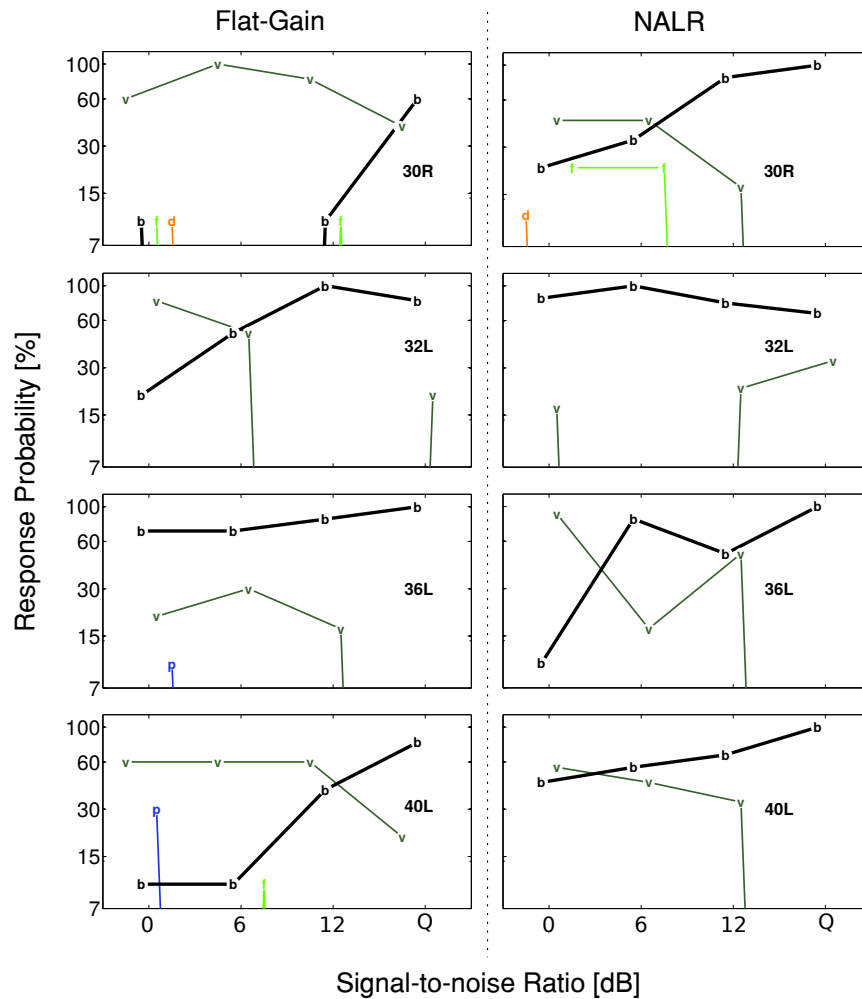 Flat-Gain
NALR
Response Probability [%]
100
60
30
15
7
v
v
v
v
b
b
b
f
d
f
30R
b
b
b
b
v
v
v
f
f
d
30R
100
60
30
15
7
v
v
v
b
b
b
b
32L
b
b
b
b
v
v
v
32L
100
60
30
15
7
b
b
b
b
v
v
v
p
36L
v
v
v
b
b
b
b
36L
100
60
30
15
7
v
v
v
v
b
b
b
b
p
f
40L
v
v
v
b
b
b
b
40L
0 6 12 Q
0 6 12 Q
Signal-to-noise Ratio [dB]